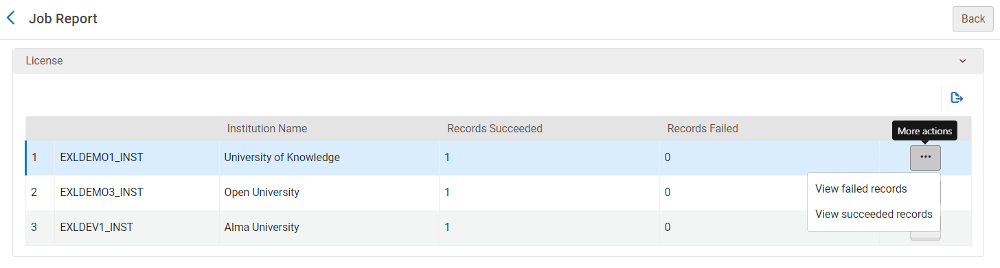 Job Report
Back
License
Institution Name Records Succeeded Records Failed
More actions
1 EXLDEMO1_INST University of Knowledge 1 0
View failed records
2 EXLDEMO3_INST Open University 1 0
View succeeded records
3 EXLDEV1_INST Alma University 1 0